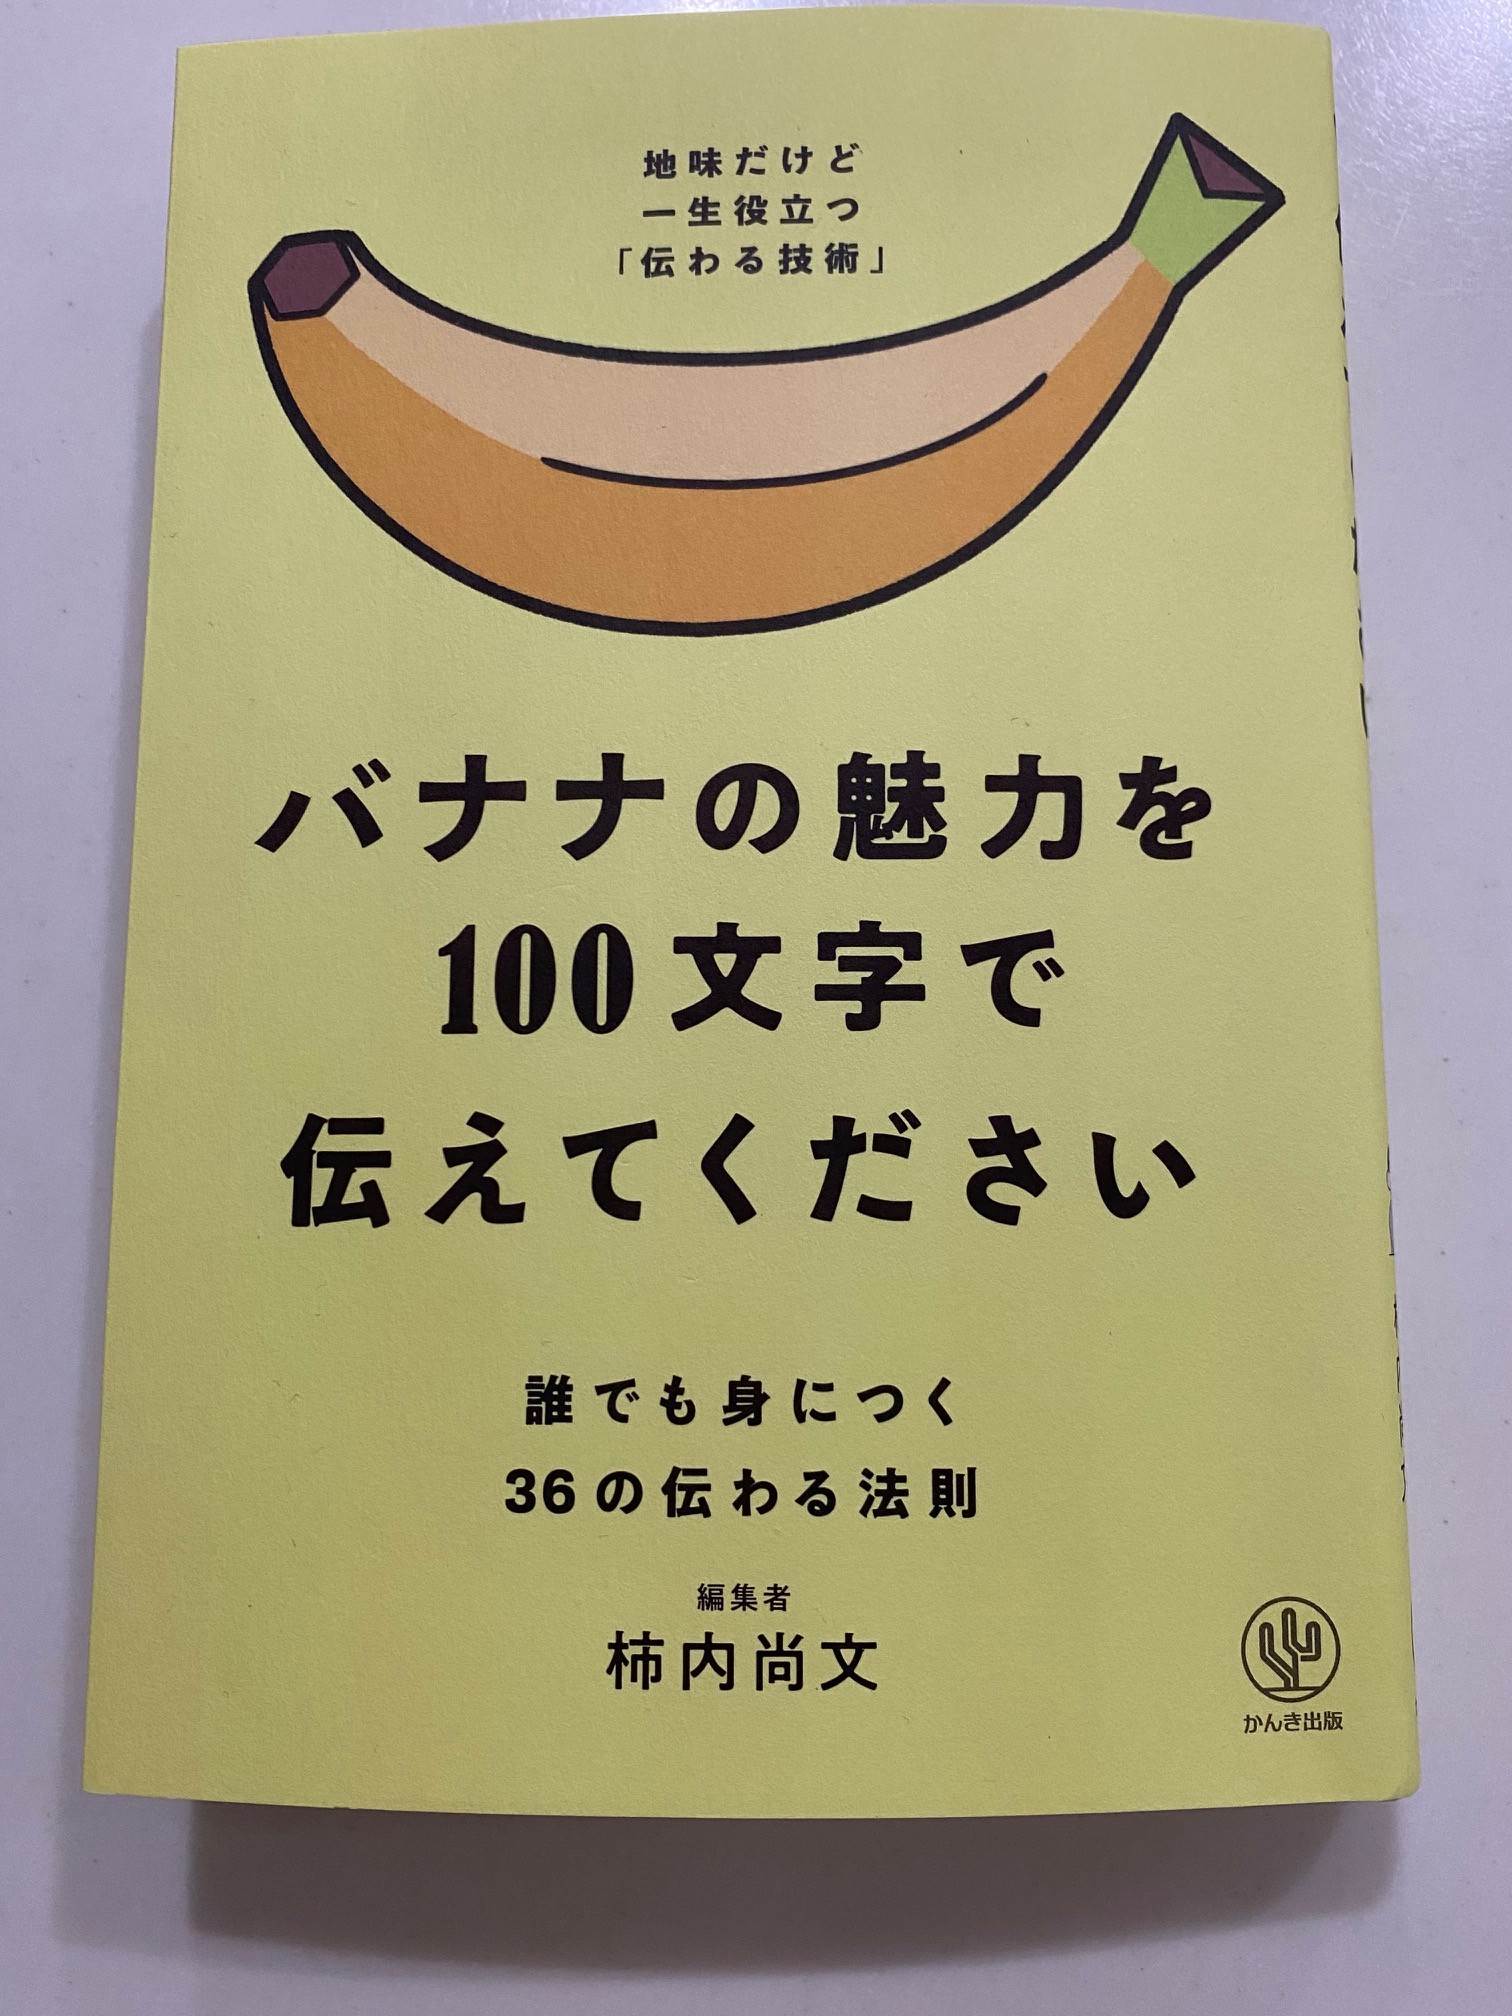 地味だけど
一生役立つ
「伝わる技術」
バナナの魅力を
100文字で
伝えてください
誰でも身につく
36の伝わる法則
編集者
柿内尚文
かんき出版